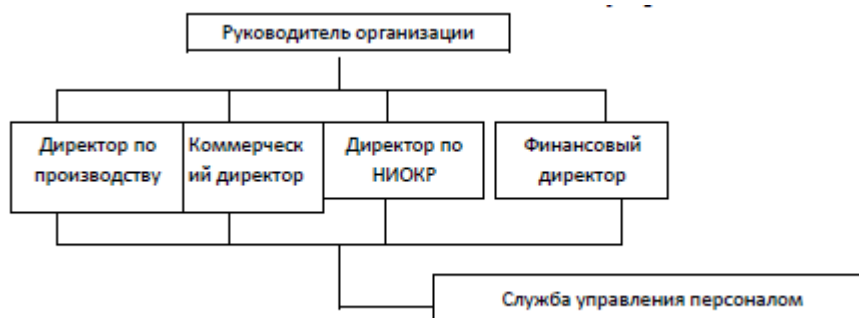 Руководитель организации
Директор по
производству
Коммерческ
ий директор
Директор по
НИОКР
Финансовый
директор
Служба управления персоналом